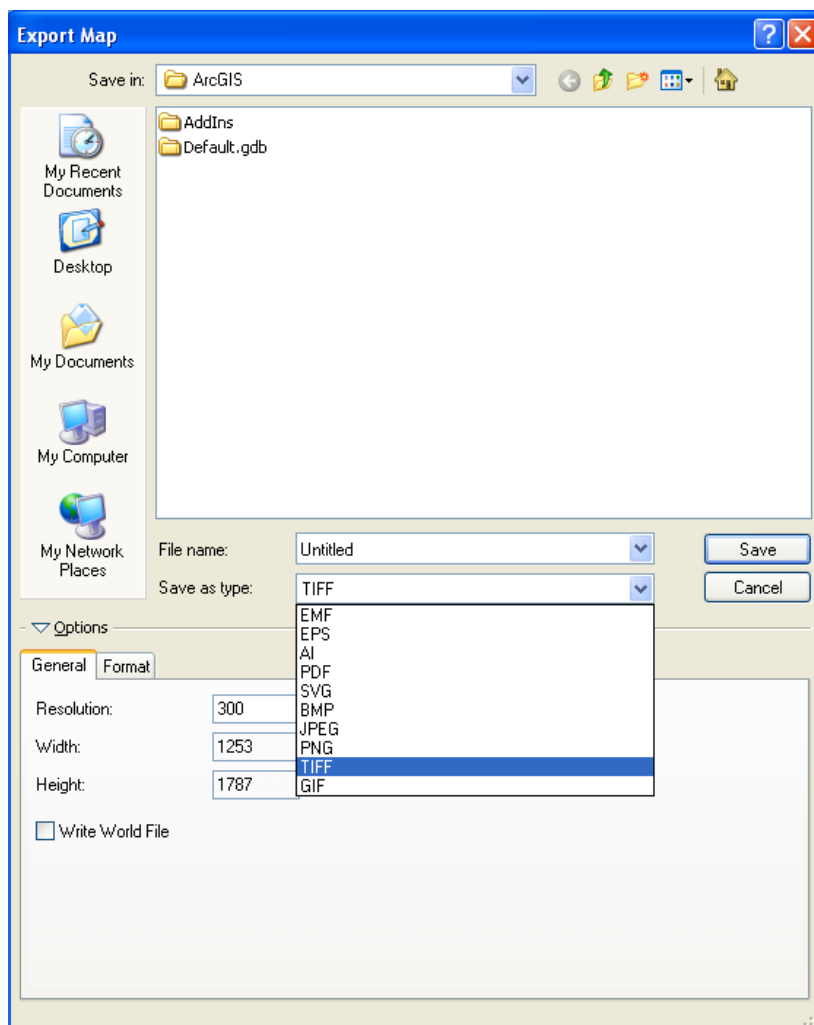 Export Map
Save in: ArcGIS
AddIns
Default.gdb
My Recent
Documents
Desktop
My Documents
My Computer
My Network
Places
File name: Untitled Save
Save as type: TIFF Cancel
EMF
EPS
AI
PDF
SVG
BMP
JPEG
PNG
TIFF
GIF
Options
General Format
Resolution: 300
Width: 1253
Height: 1787
Write World File